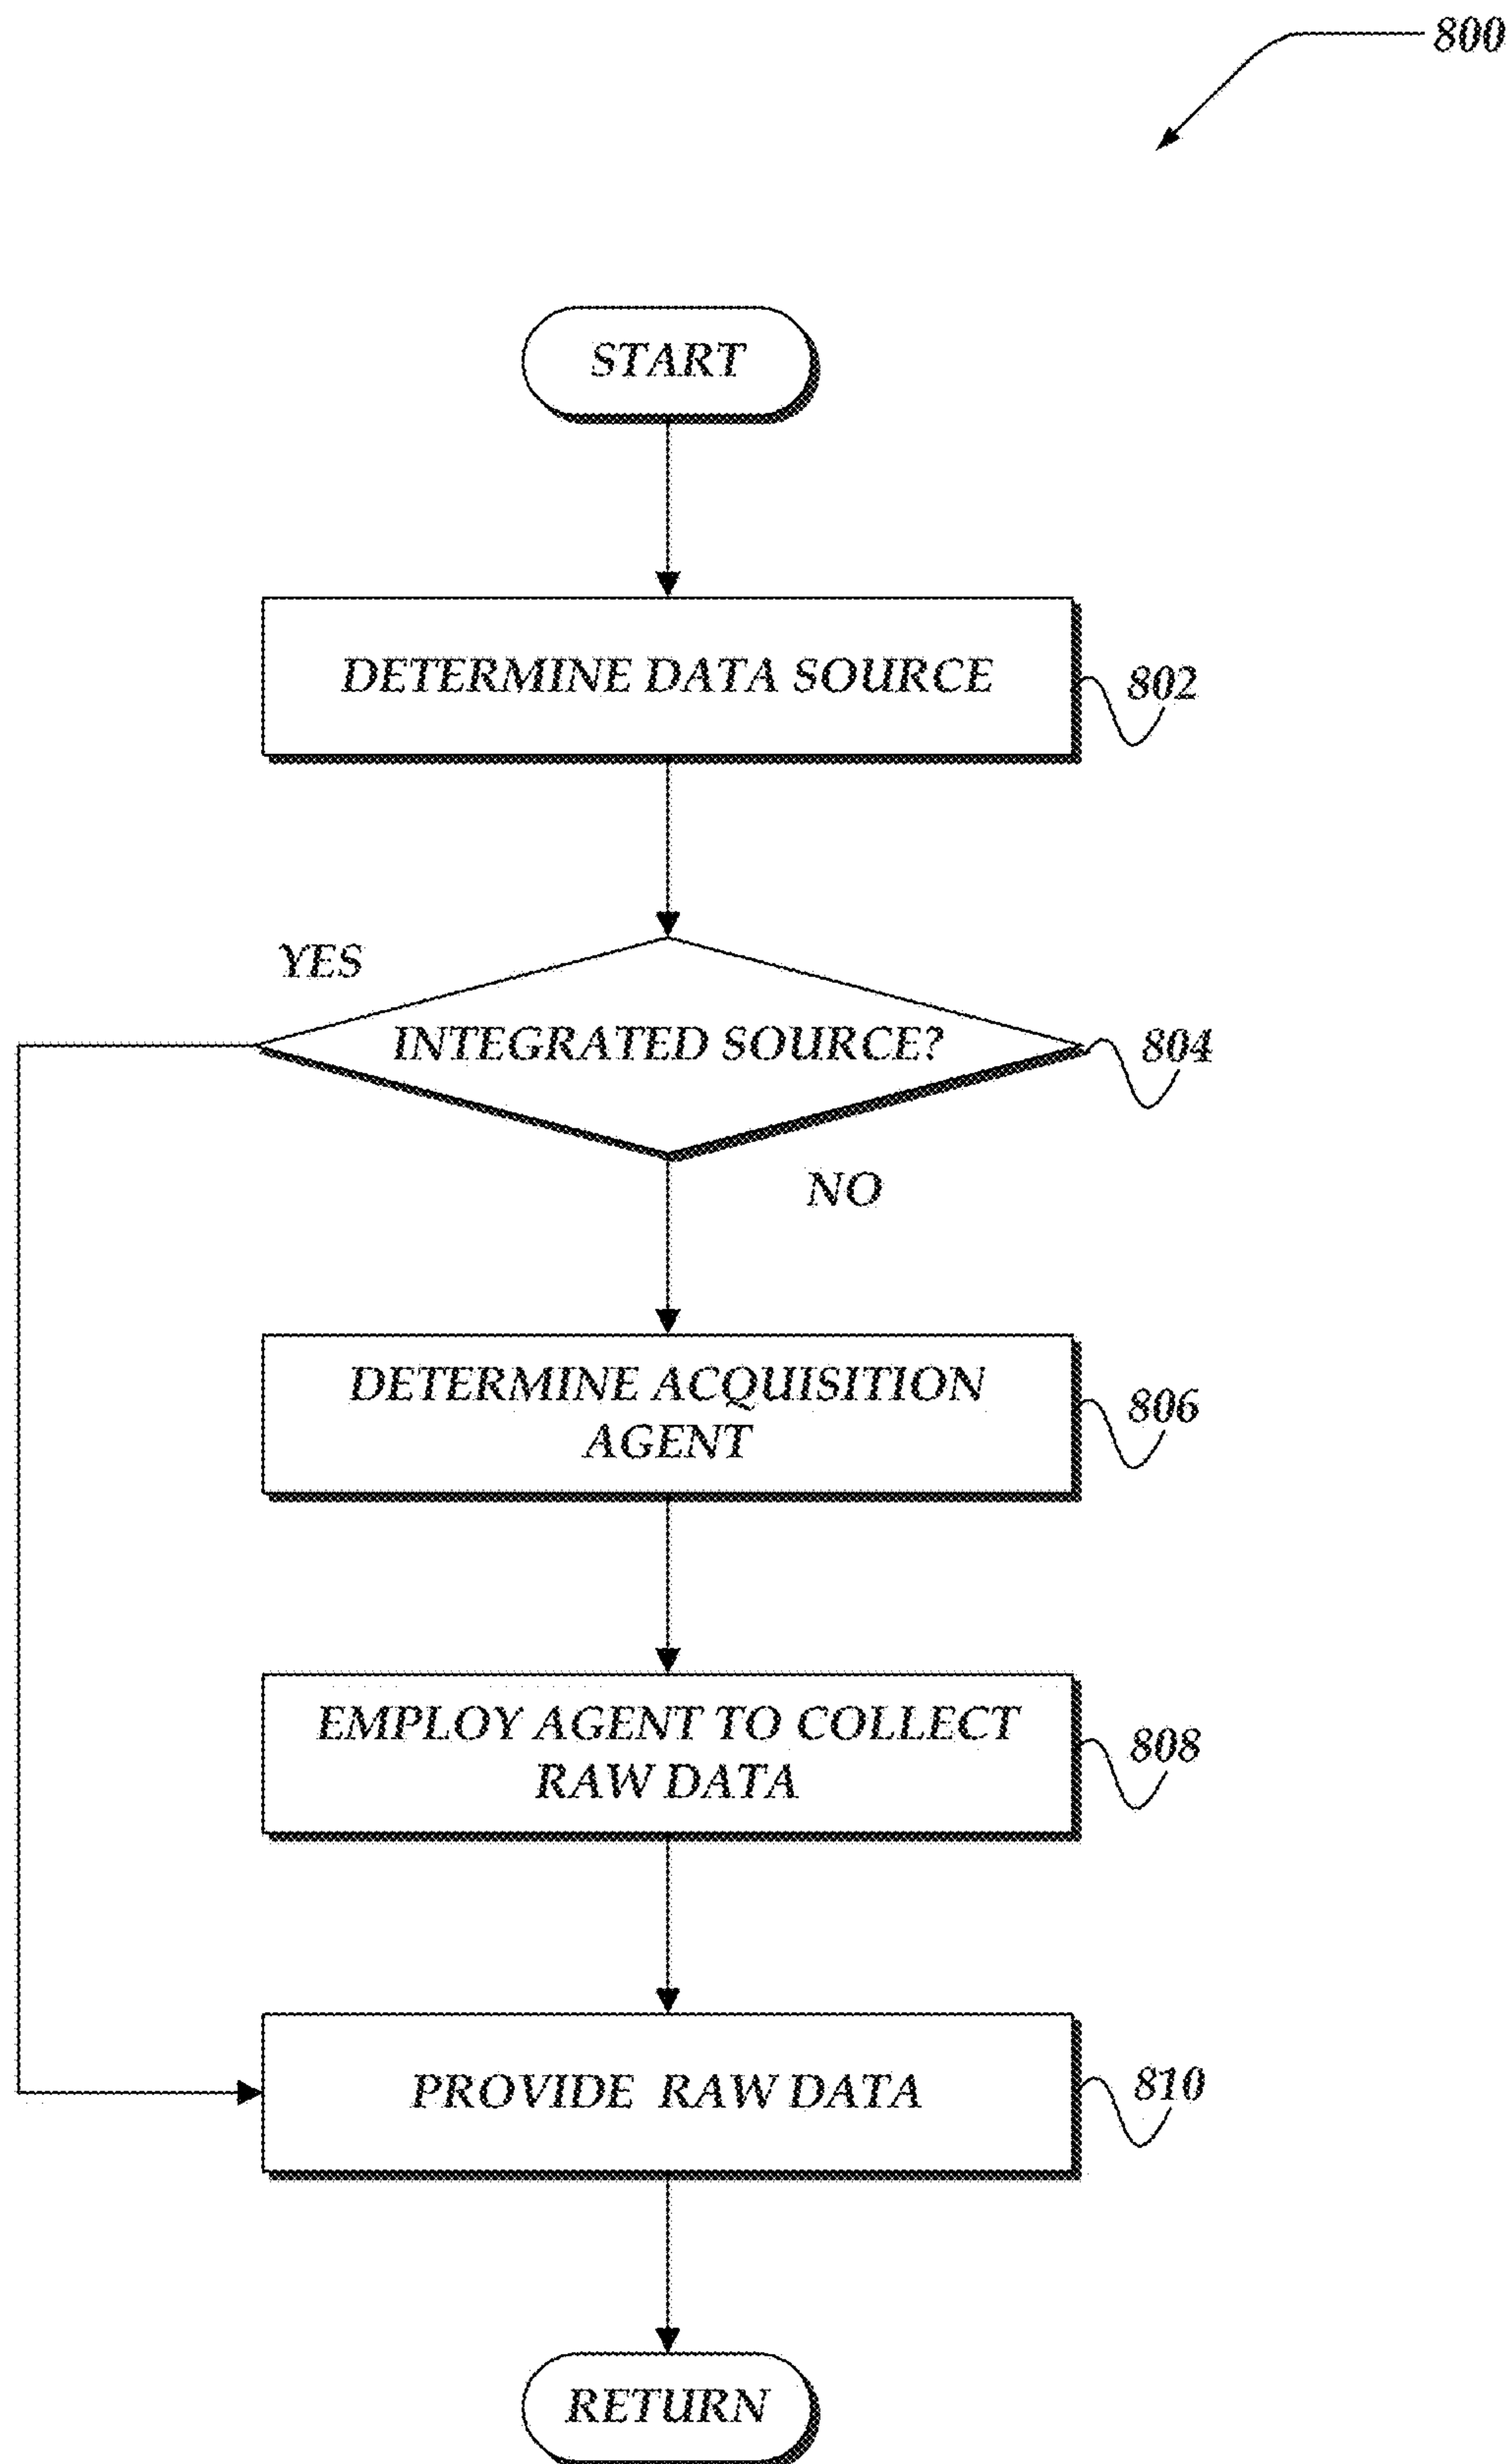 800
START
DETERMINE DATA SOURCE
802
YES
INTEGRATED SOURCE?
804
NO
DETERMINE ACQUISITION
AGENT
806
EMPLOY AGENT TO COLLECT
RAW DATA
808
PROVIDE RAW DATA
810
RETURN